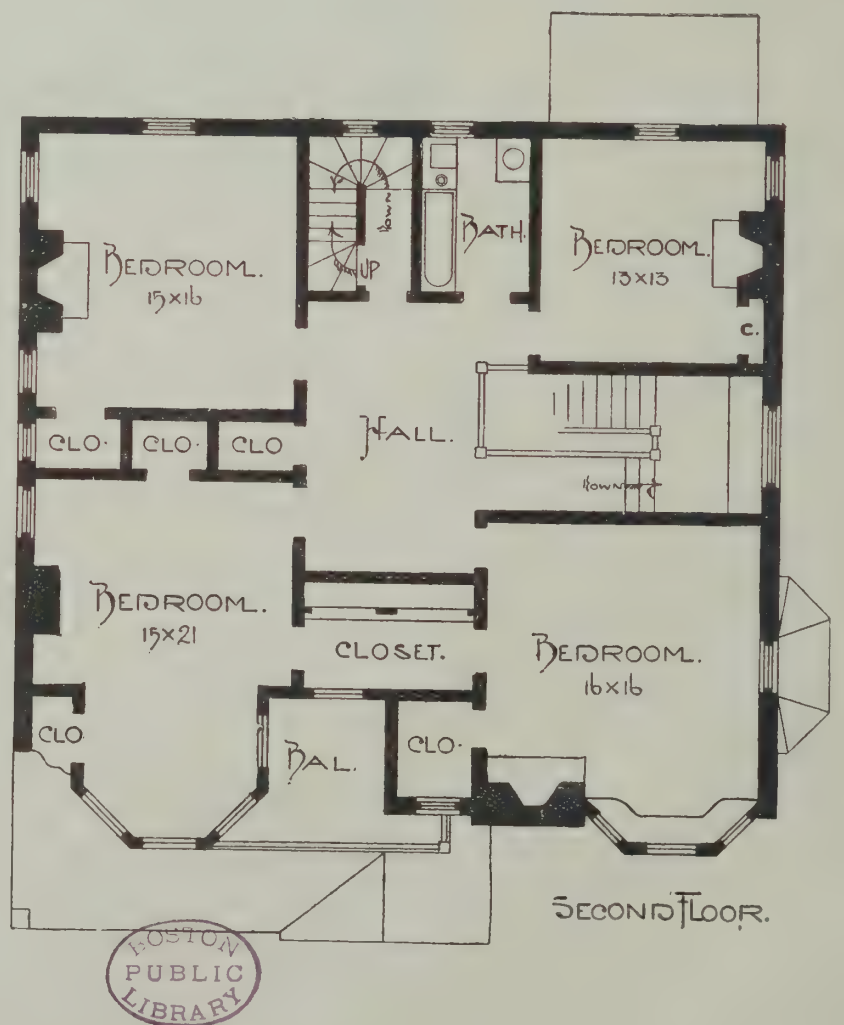 BEDROOM.
15x16
Down
UP
BATH.
BEDROOM.
13x13
C.
CLO.
CLO.
CLO
HALL.
Down
BEDROOM.
15x21
CLOSET.
BEDROOM.
16x16
CLO
BAL.
CLO.
SECOND FLOOR.
BOSTON
PUBLIC
LIBRARY